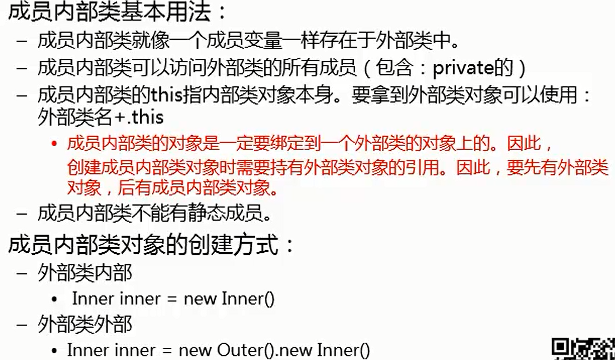 成员内部类基本用法：
– 成员内部类就像一个成员变量一样存在于外部类中。
– 成员内部类可以访问外部类的所有成员（包含：private的）
– 成员内部类的this指内部类对象本身。要拿到外部类对象可以使用：
外部类名+.this
• 成员内部类的对象是一定要绑定到一个外部类的对象上的。因此，
创建成员内部类对象时需要持有外部类对象的引用。因此，要先有外部类
对象，后有成员内部类对象。
– 成员内部类不能有静态成员。
成员内部类对象的创建方式：
– 外部类内部
• Inner inner = new Inner()
– 外部类外部
• Inner inner = new Outer().new Inner()